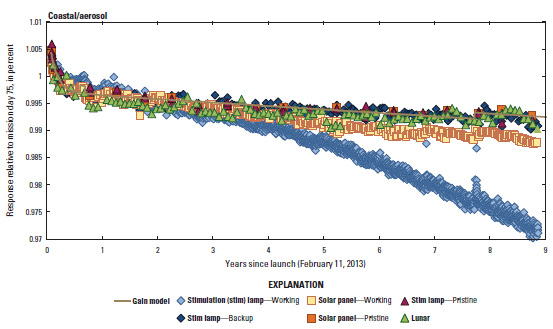 Coastal/aerosol
1.01
1.005
1
0.995
0.99
0.985
0.98
0.975
0.97
Response relative to mission day 75, in percent
0 1 2 3 4 5 6 7 8 9
Years since launch (February 11, 2013)
EXPLANATION
Gain model Stimulation (stim) lamp—Working Solar panel—Working Stim lamp—Pristine
Stim lamp—Backup Solar panel—Pristine Lunar